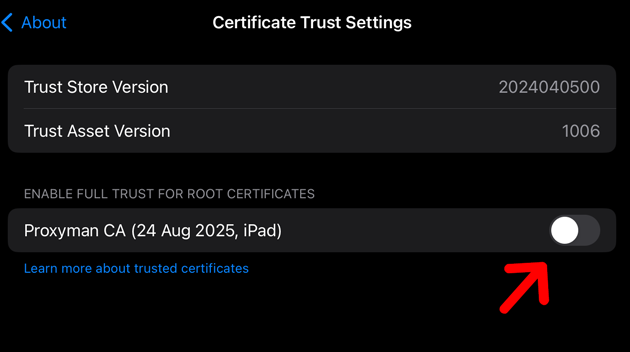 About
Certificate Trust Settings
Trust Store Version
2024040500
Trust Asset Version
1006
ENABLE FULL TRUST FOR ROOT CERTIFICATES
Proxyman CA (24 Aug 2025, iPad)
Learn more about trusted certificates